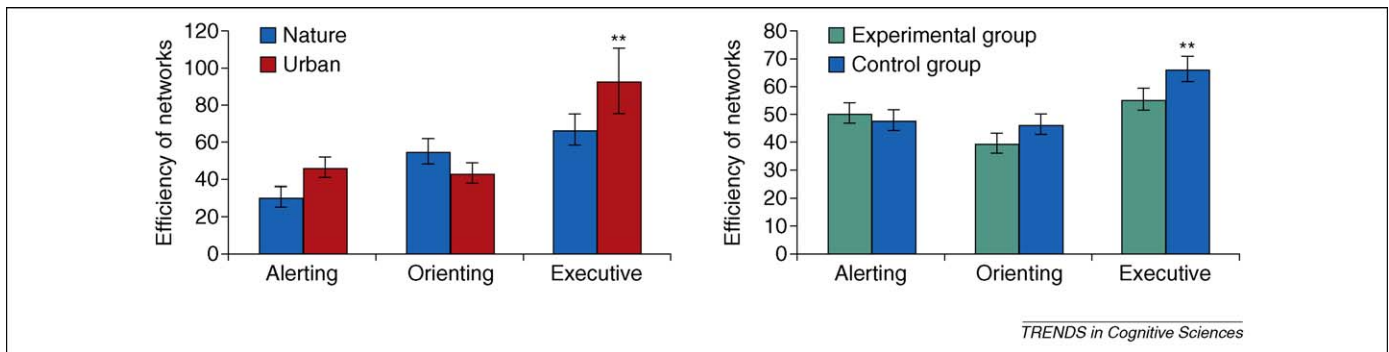 Efficiency of networks
120
100
80
60
40
20
0
Nature
Urban
**
Alerting Orienting Executive
Efficiency of networks
80
70
60
50
40
30
20
10
0
Experimental group
Control group
**
Alerting Orienting Executive
TRENDS in Cognitive Sciences